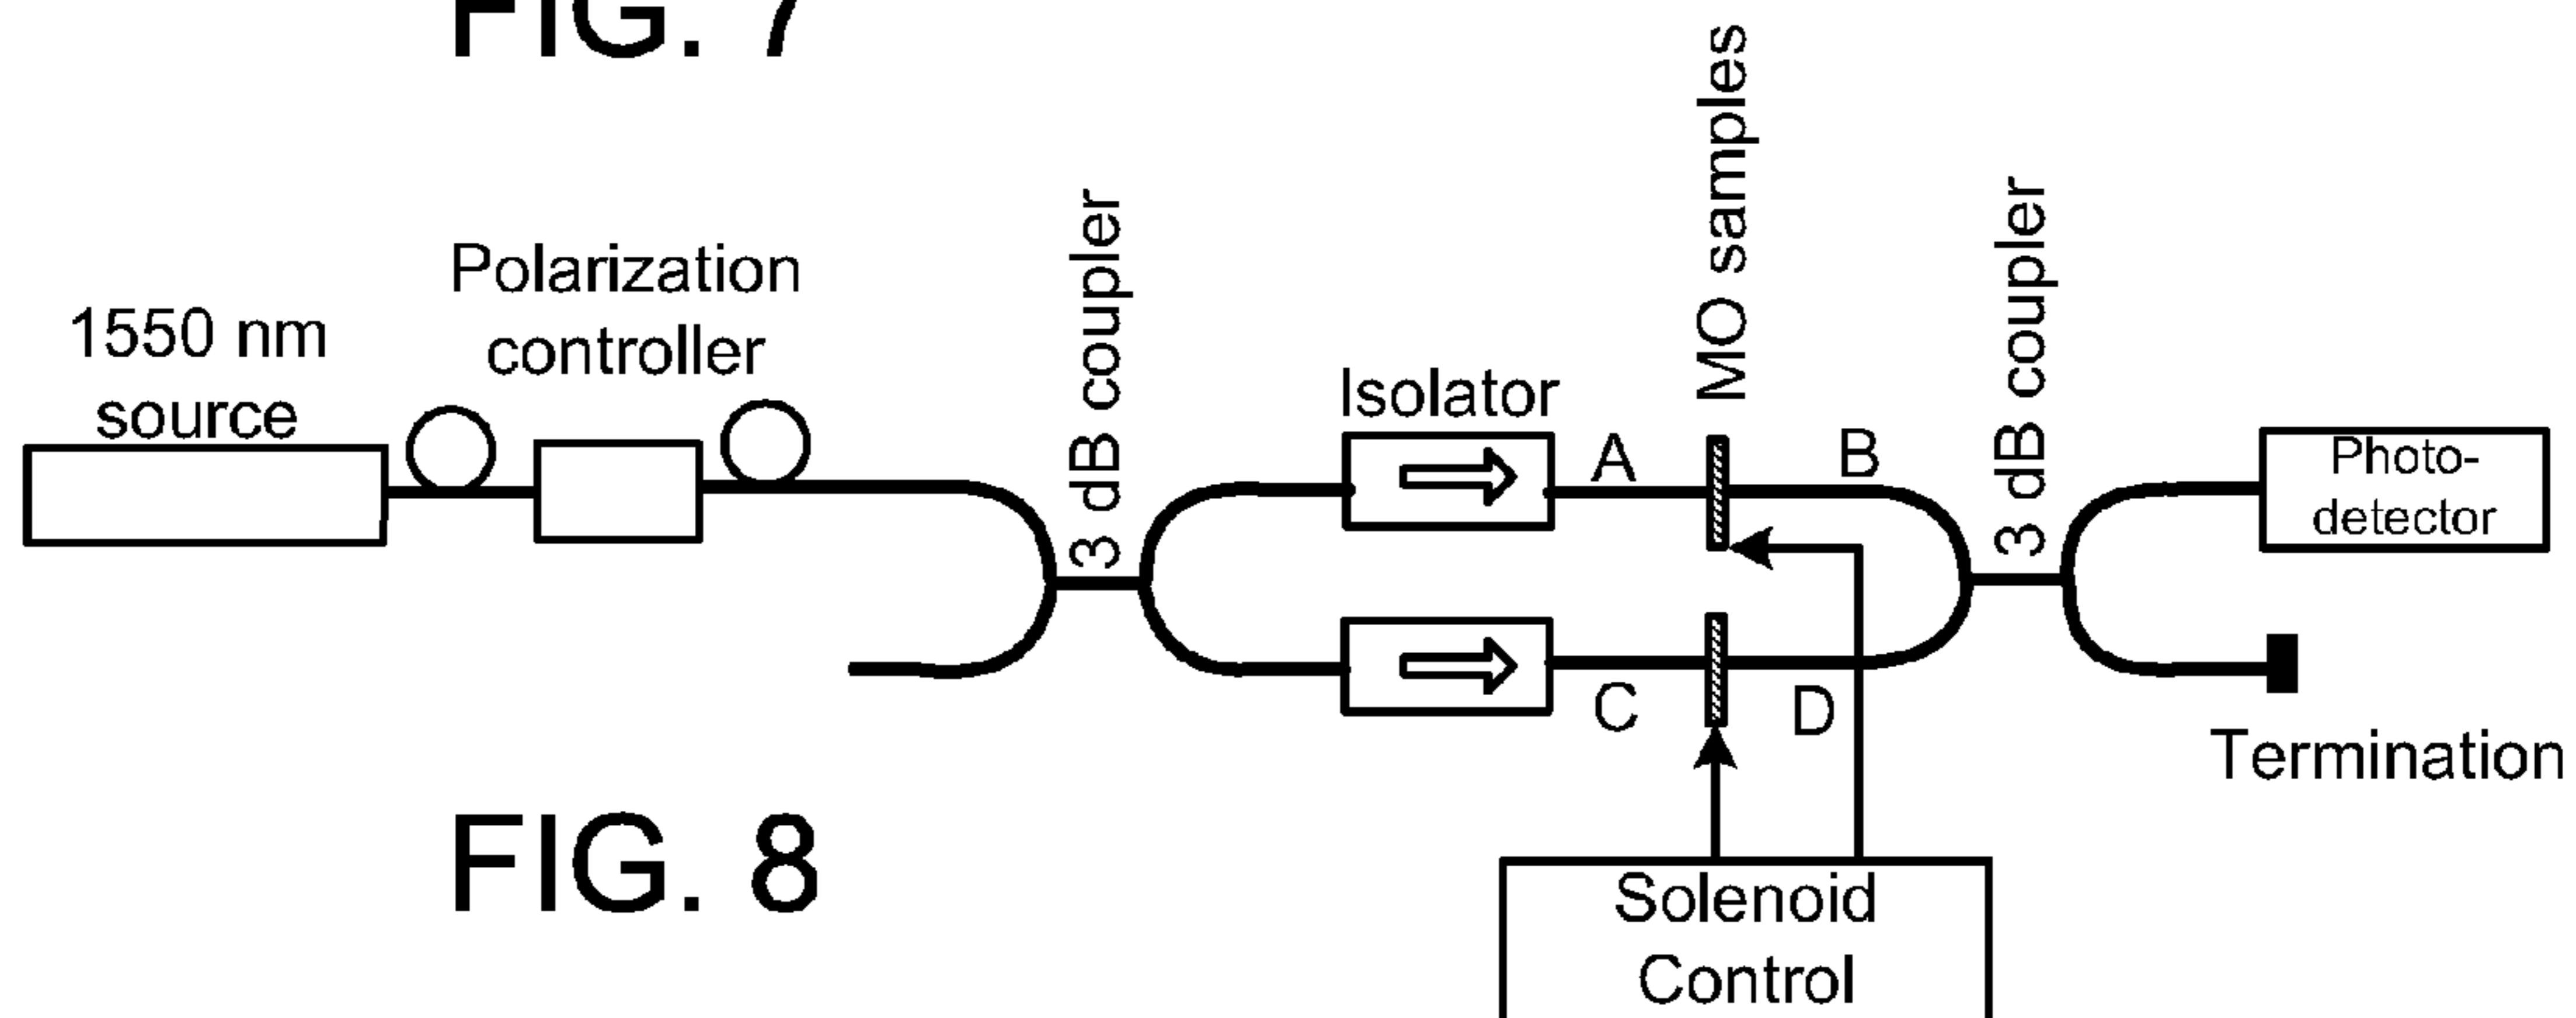 FIG. 7
1550 nm
source
Polarization
controller
3 dB coupler
Isolator
MO samples
A
B
C
D
3 dB coupler
Photo-
detector
Termination
Solenoid
Control
FIG. 8